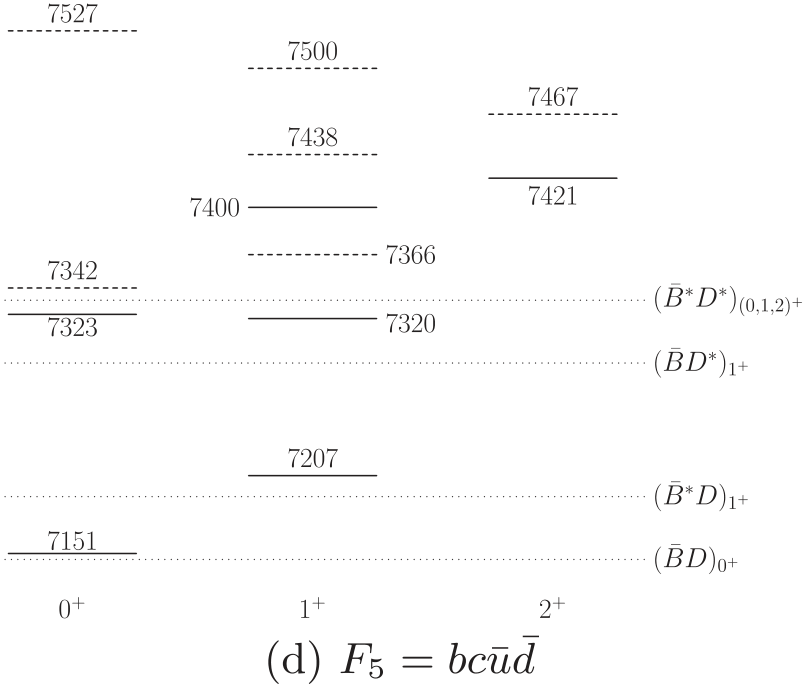 7527
7500
7467
7438
7400
7421
7366
7342
(B̄*D*)(0,1,2)+
7323
7320
(B̄D*)1+
7207
(B̄*D)1+
7151
(B̄D)0+
0+ 1+ 2+
(d) F5 = bcūd̄